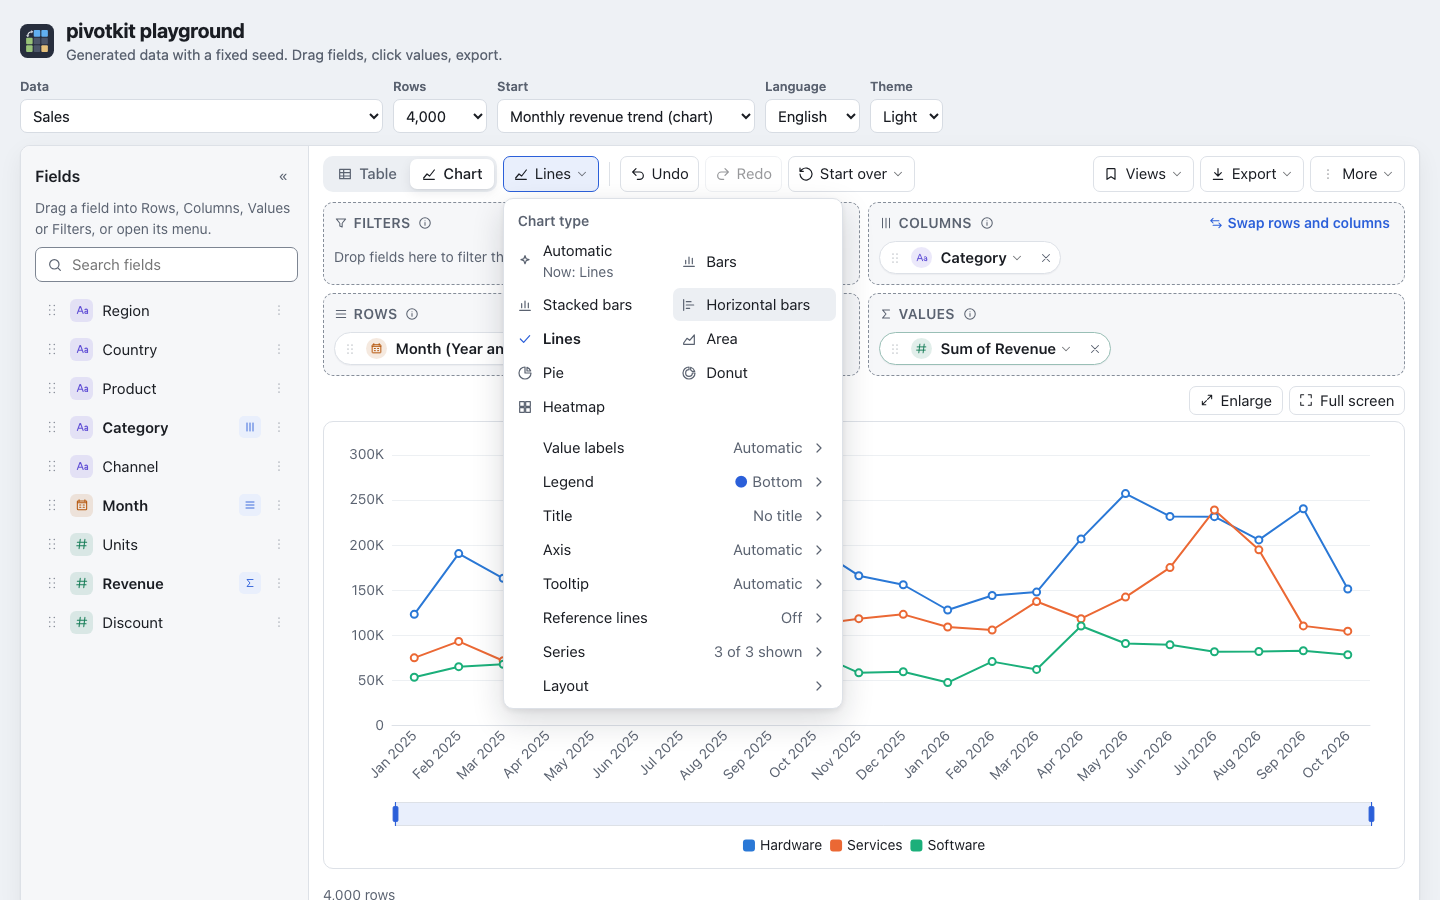 pivotkit playground
Generated data with a fixed seed. Drag fields, click values, export.
Data
Rows
Start
Language
Theme
Sales
4,000
Monthly revenue trend (chart)
English
Light
Fields
«
Drag a field into Rows, Columns, Values
or Filters, or open its menu.
Search fields
Aa Region
Aa Country
Aa Product
Aa Category
Aa Channel
Month
# Units
# Revenue Σ
# Discount
Table
Chart
Lines
Undo
Redo
Start over
Views
Export
More
FILTERS
Drop fields here to filter th
COLUMNS
Swap rows and columns
Aa Category
ROWS
Month (Year an
Σ VALUES
# Sum of Revenue
Chart type
Automatic
Now: Lines
Bars
Stacked bars
Horizontal bars
Lines
Area
Pie
Donut
Heatmap
Value labels Automatic
Legend Bottom
Title No title
Axis Automatic
Tooltip Automatic
Reference lines Off
Series 3 of 3 shown
Layout
Enlarge
Full screen
300K
250K
200K
150K
100K
50K
0
Jan 2025
Feb 2025
Mar 2025
Apr 2025
May 2025
Jun 2025
Jul 2025
Aug 2025
Sep 2025
Oct 2025
Nov 2025
Dec 2025
Jan 2026
Feb 2026
Mar 2026
Apr 2026
May 2026
Jun 2026
Jul 2026
Aug 2026
Sep 2026
Oct 2026
Hardware
Services
Software
4,000 rows